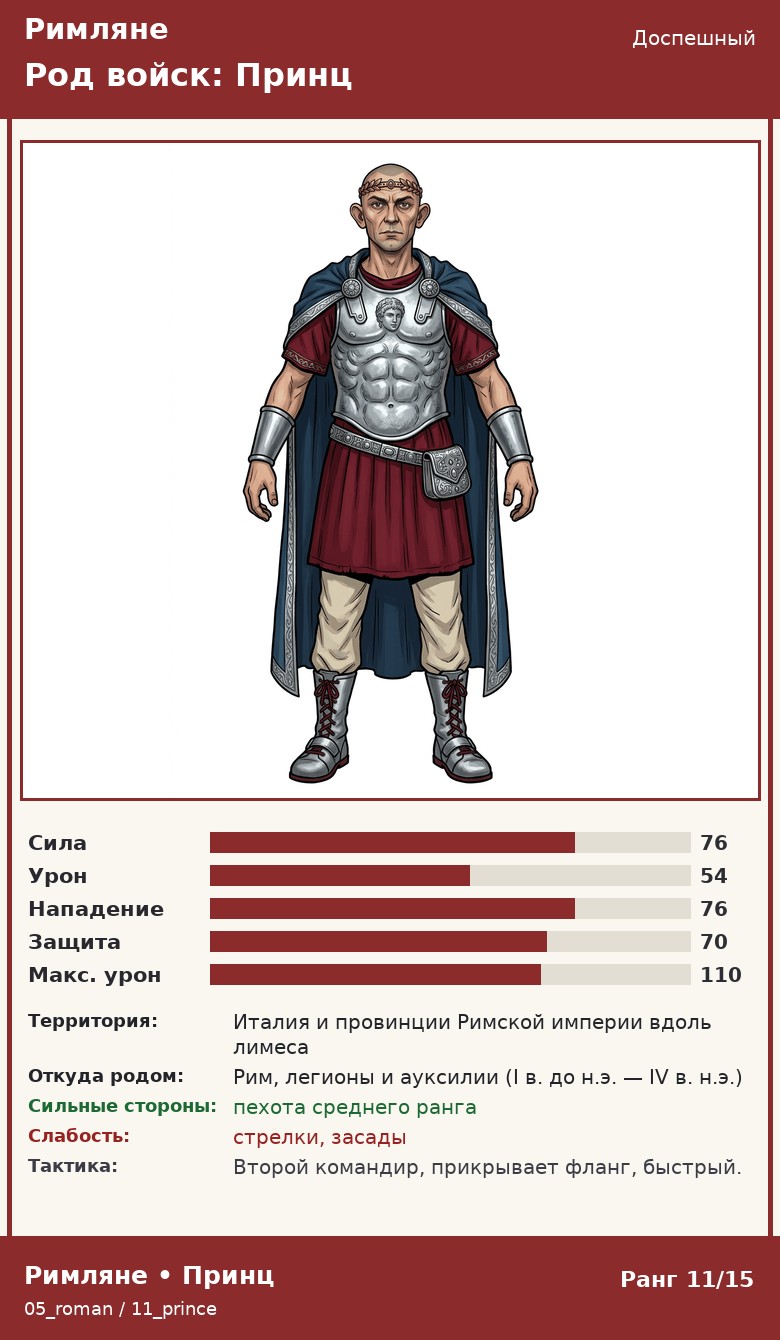 Римляне
Доспешный
Род войск: Принц
Сила 76
Урон 54
Нападение 76
Защита 70
Макс. урон 110
Территория: Италия и провинции Римской империи вдоль
лимеса
Откуда родом: Рим, легионы и ауксилии (I в. до н.э. — IV в. н.э.)
Сильные стороны: пехота среднего ранга
Слабость: стрелки, засады
Тактика: Второй командир, прикрывает фланг, быстрый.
Римляне • Принц
Ранг 11/15
05_roman / 11_prince